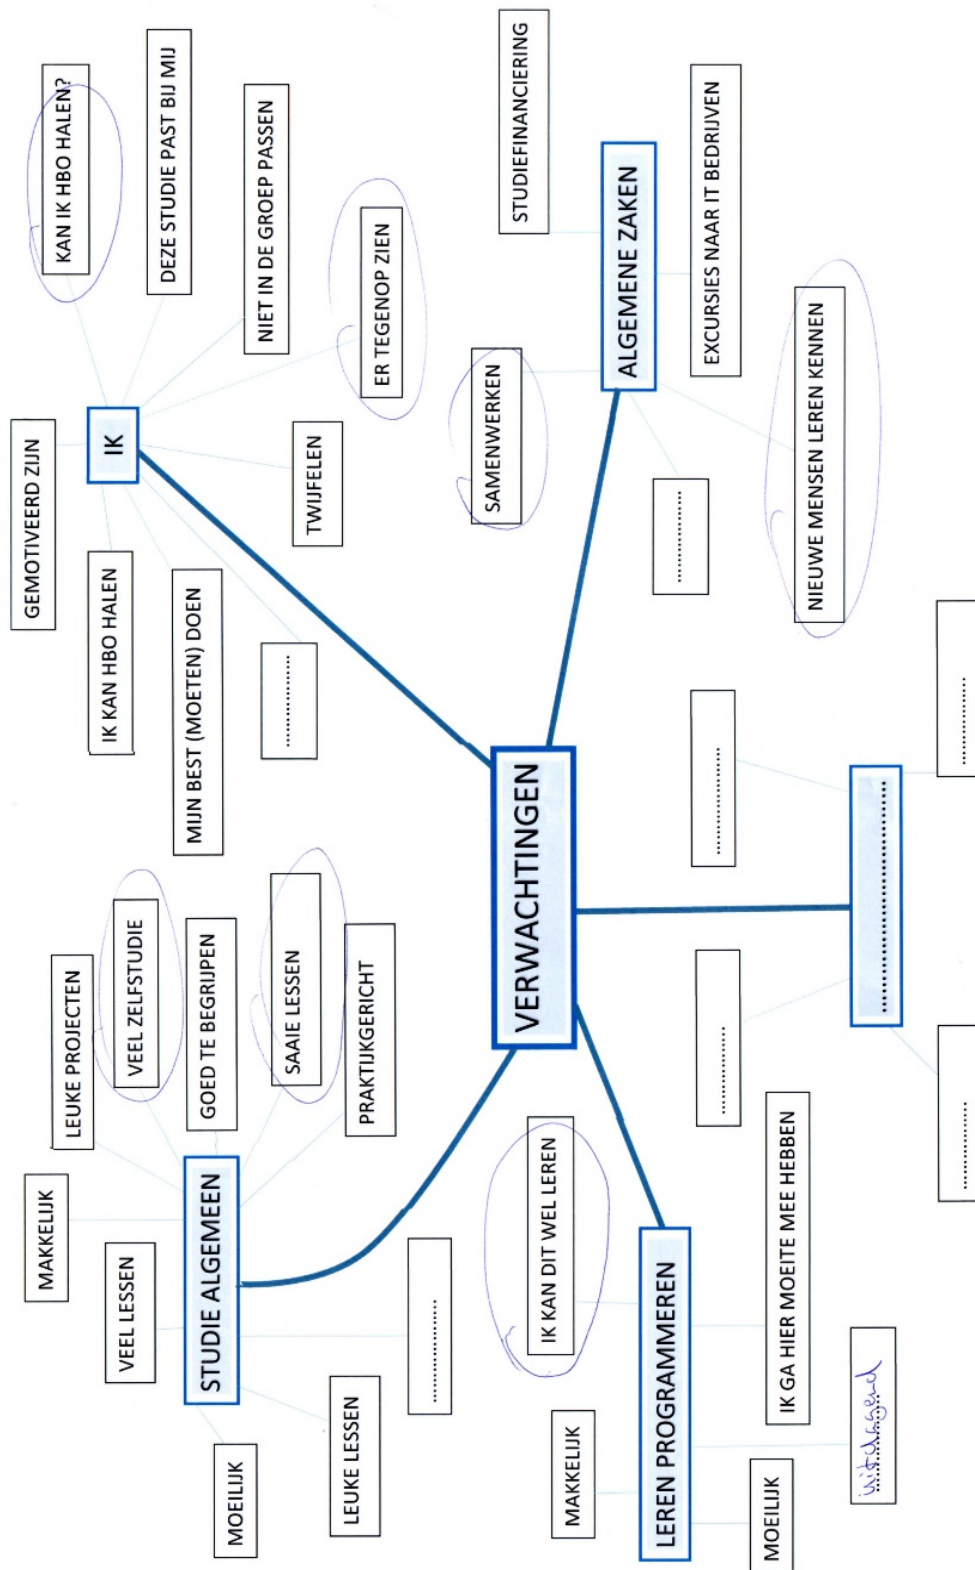 GEMOTIVEERD ZIJN
IK KAN HBO HALEN
MIJN BEST (MOETEN) DOEN
....................
IK
KAN IK HBO HALEN?
DEZE STUDIE PAST BIJ MIJ
NIET IN DE GROEP PASSEN
ER TEGENOP ZIEN
TWIJFELEN
MAKKELIJK
LEUKE PROJECTEN
VEEL LESSEN
VEEL ZELFSTUDIE
STUDIE ALGEMEEN
GOED TE BEGRIJPEN
MOEILIJK
SAAIE LESSEN
LEUKE LESSEN
PRAKTIJKGERICHT
....................
VERWACHTINGEN
SAMENWERKEN
STUDIEFINANCIERING
ALGEMENE ZAKEN
....................
EXCURSIES NAAR IT BEDRIJVEN
NIEUWE MENSEN LEREN KENNEN
IK KAN DIT WEL LEREN
MAKKELIJK
LEREN PROGRAMMEREN
MOEILIJK
IK GA HIER MOEITE MEE HEBBEN
uitdagend
....................
....................
........................................
....................
....................